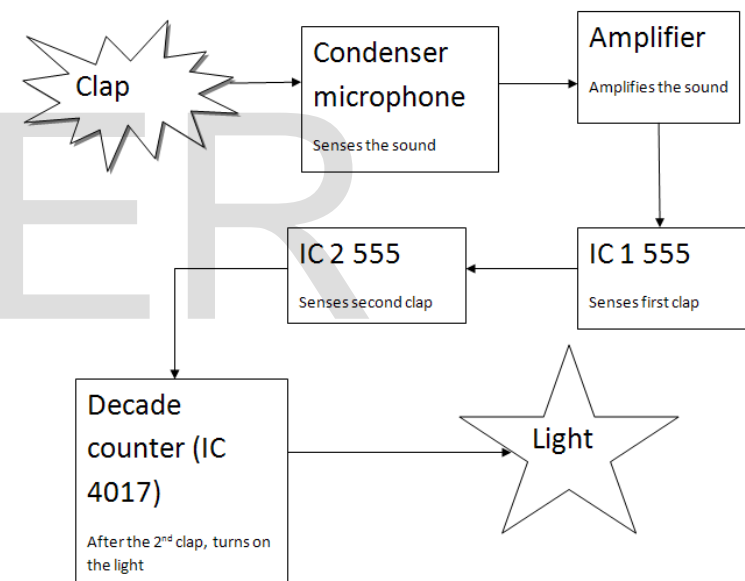 Clap
Condenser
microphone
Senses the sound
Amplifier
Amplifies the sound
IC 1 555
Senses first clap
IC 2 555
Senses second clap
Decade
counter (IC
4017)
After the 2nd clap, turns on
the light
Light
ER